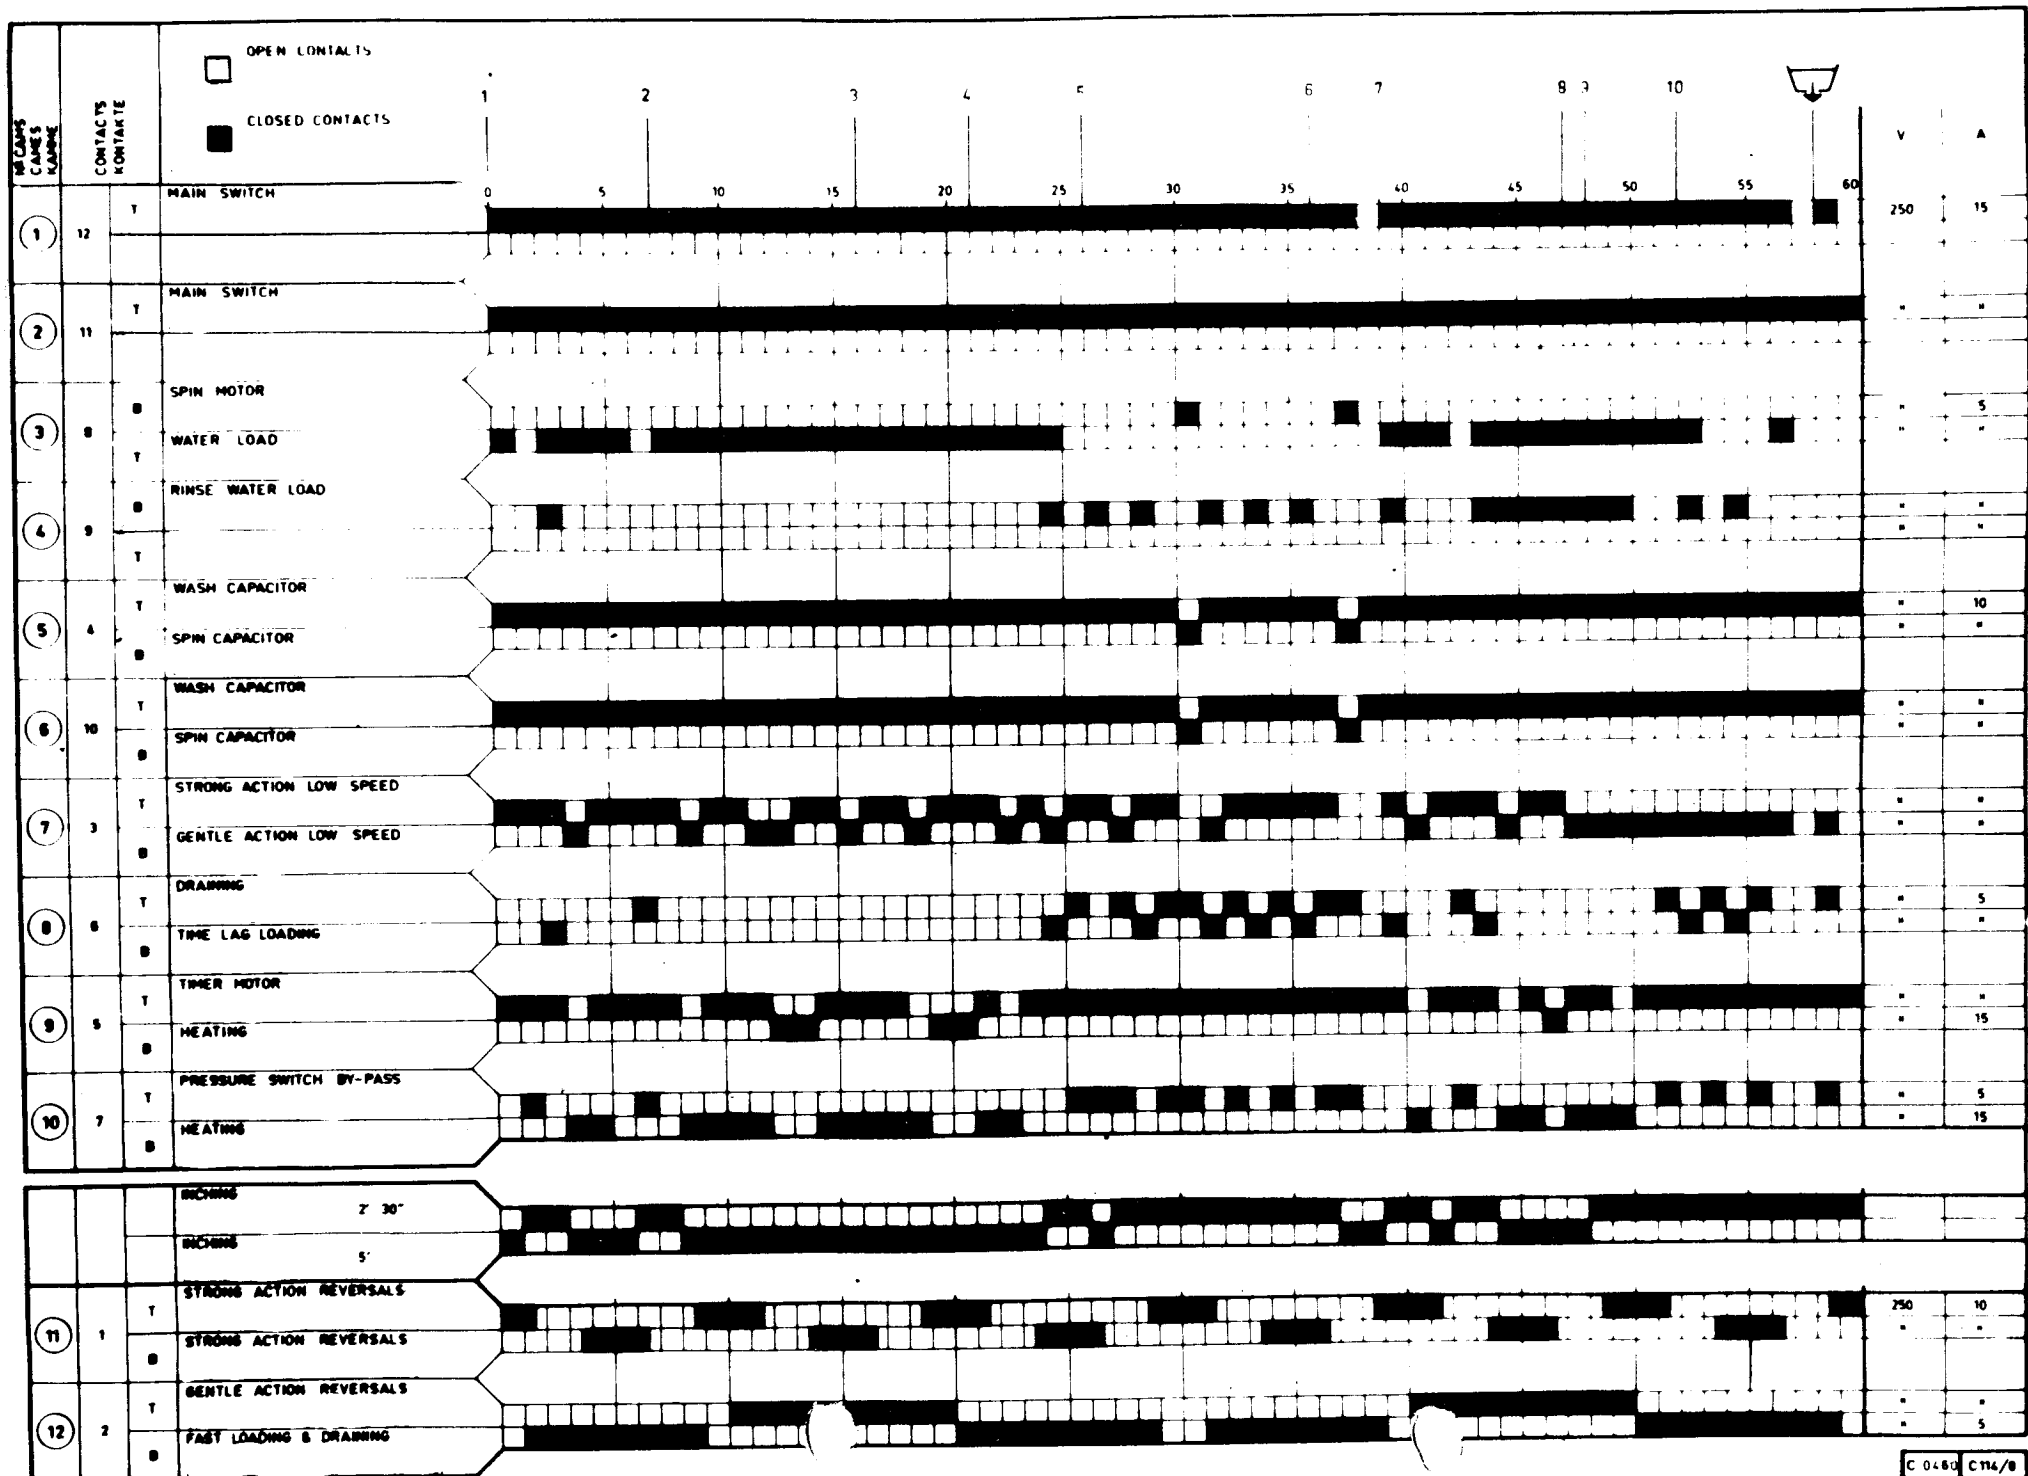 OPEN CONTACTS
CLOSED CONTACTS
Nº CAMS
CAMES
KAMME
CONTACTS
KONTAKTE
1 2 3 4 5 6 7 8 9 10
V A
0 5 10 15 20 25 30 35 40 45 50 55 60
1 12 T MAIN SWITCH 250 15
2 11 T MAIN SWITCH " "
3 8 B SPIN MOTOR " 5
T WATER LOAD " "
4 9 B RINSE WATER LOAD " "
T " "
5 4 T WASH CAPACITOR " 10
B SPIN CAPACITOR " "
6 10 T WASH CAPACITOR " "
B SPIN CAPACITOR " "
7 3 T STRONG ACTION LOW SPEED " "
B GENTLE ACTION LOW SPEED " "
8 6 T DRAINING " 5
B TIME LAG LOADING " "
9 5 T TIMER MOTOR " "
B HEATING " 15
10 7 T PRESSURE SWITCH BY-PASS " 5
B HEATING " 15
INCHING 2' 30"
INCHING 5'
11 1 T STRONG ACTION REVERSALS 250 10
B STRONG ACTION REVERSALS " "
12 2 T GENTLE ACTION REVERSALS " "
B FAST LOADING & DRAINING " 5
C 0460 C114/8